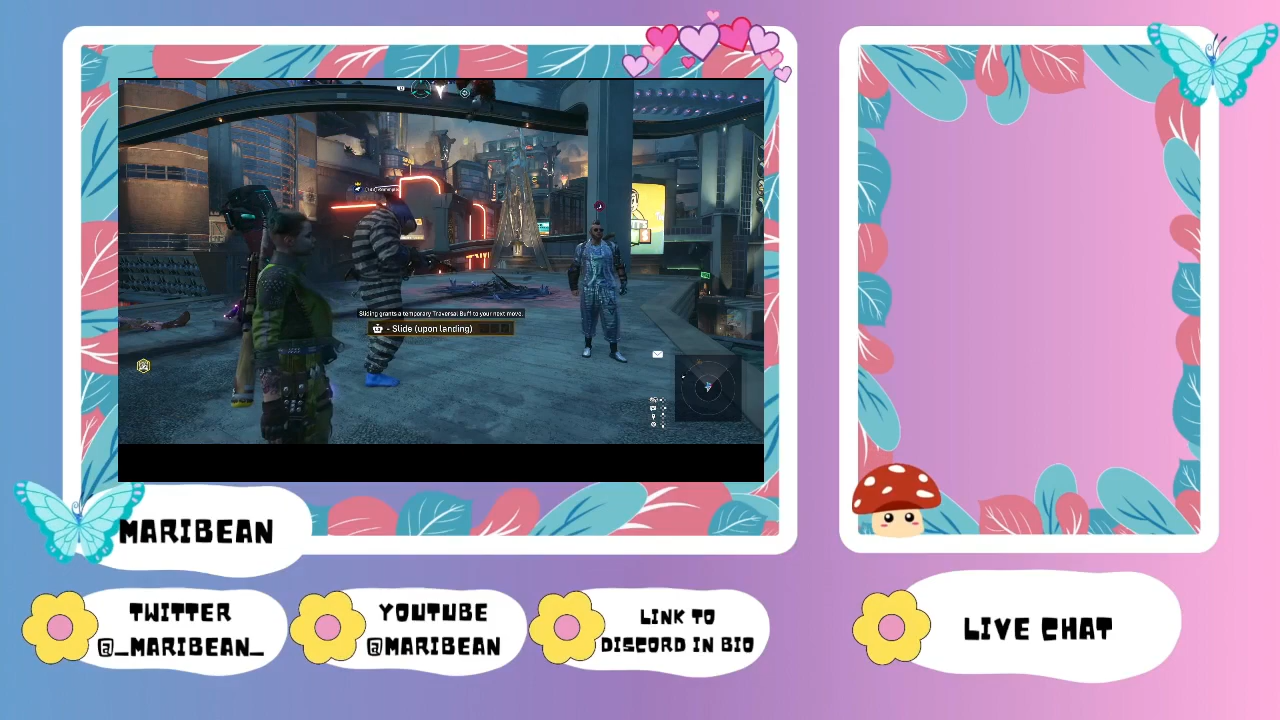 Sliding grants a temporary Traversal Buff to your next move.
- Slide (upon landing)
MARIBEAN
TWITTER
@_MARIBEAN_
YOUTUBE
@MARIBEAN
LINK TO
DISCORD IN BIO
LIVE CHAT